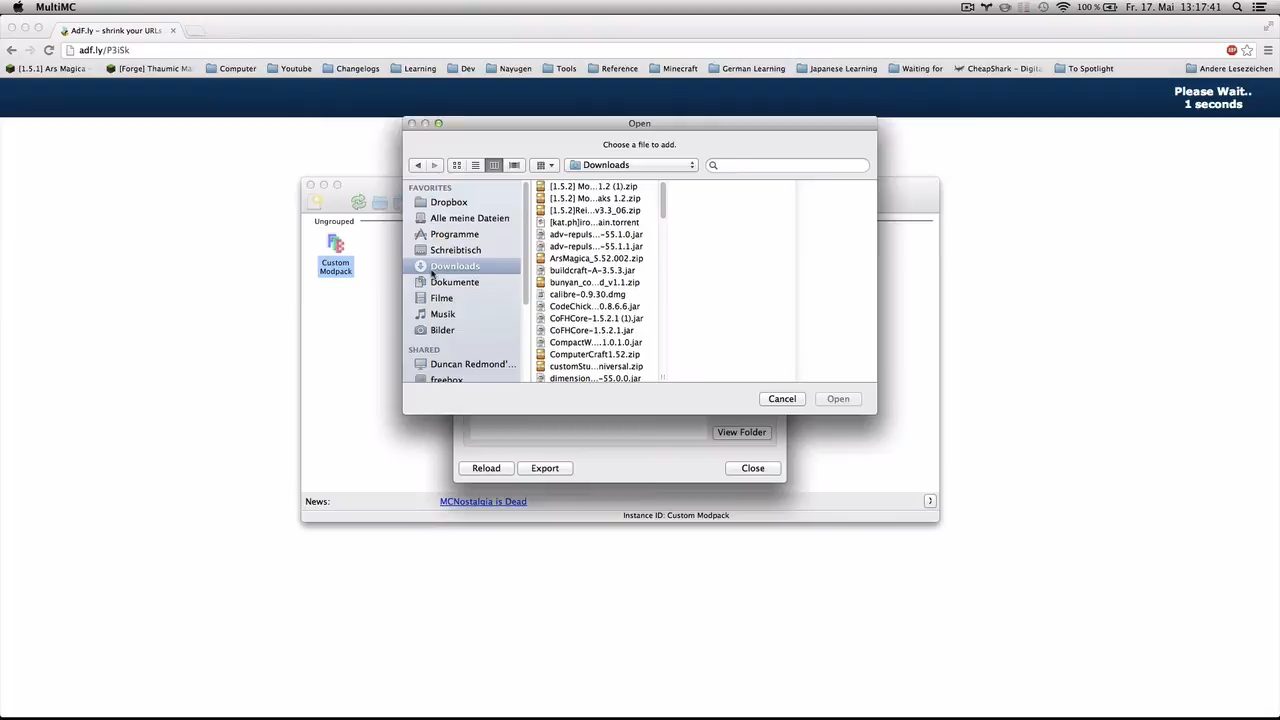 MultiMC
100 %
Fr. 17. Mai 13:17:41
AdF.ly - shrink your URLs
adf.ly/P3iSk
[1.5.1] Ars Magica
[Forge] Thaumic Ma
Computer
Youtube
Changelogs
Learning
Dev
Nayugen
Tools
Reference
Minecraft
German Learning
Japanese Learning
Waiting for
CheapShark - Digita
To Spotlight
Andere Lesezeichen
Please Wait..
1 seconds
Open
Choose a file to add.
Downloads
FAVORITES
Dropbox
Alle meine Dateien
Programme
Schreibtisch
Downloads
Dokumente
Filme
Musik
Bilder
SHARED
Duncan Redmond'...
freebox
[1.5.2] Mo...1.2 (1).zip
[1.5.2] Mo...aks 1.2.zip
[1.5.2]Rei...v3.3_06.zip
[kat.ph]iro...ain.torrent
adv-repuls...-55.1.0.jar
adv-repuls...-55.1.1.jar
ArsMagica_5.52.002.zip
buildcraft-A-3.5.3.jar
bunyan_co...d_v1.1.zip
calibre-0.9.30.dmg
CodeChick...0.8.6.6.jar
CoFHCore-1.5.2.1 (1).jar
CoFHCore-1.5.2.1.jar
CompactW...1.0.1.0.jar
ComputerCraft1.52.zip
customStu...niversal.zip
dimension...-55.0.0.jar
Cancel
Open
Ungrouped
Custom
Modpack
View Folder
Reload
Export
Close
News:
MCNostalgia is Dead
Instance ID: Custom Modpack